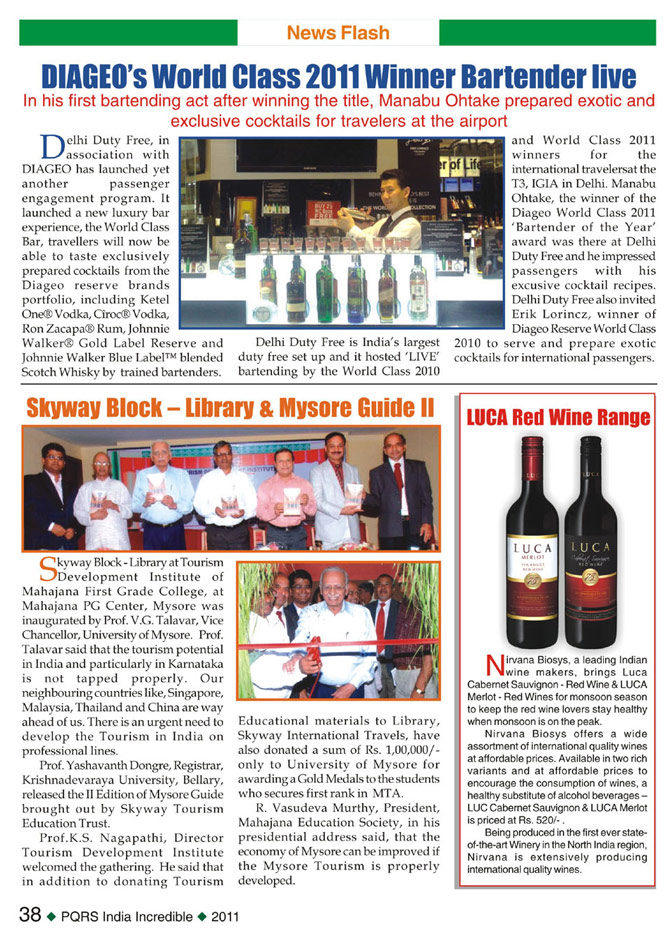 News Flash
DIAGEO's World Class 2011 Winner Bartender live
In his first bartending act after winning the title, Manabu Ohtake prepared exotic and
exclusive cocktails for travelers at the airport
Delhi Duty Free, in
association with
DIAGEO has launched yet
another passenger
engagement program. It
launched a new luxury bar
experience, the World Class
Bar, travellers will now be
able to taste exclusively
prepared cocktails from the
Diageo reserve brands
portfolio, including Ketel
One® Vodka, Ciroc® Vodka,
Ron Zacapa® Rum, Johnnie
Walker® Gold Label Reserve and
Johnnie Walker Blue Label™ blended
Scotch Whisky by trained bartenders.
Delhi Duty Free is India's largest
duty free set up and it hosted 'LIVE'
bartending by the World Class 2010
and World Class 2011
winners for the
international travelersat the
T3, IGIA in Delhi. Manabu
Ohtake, the winner of the
Diageo World Class 2011
'Bartender of the Year'
award was there at Delhi
Duty Free and he impressed
passengers with his
excusive cocktail recipes.
Delhi Duty Free also invited
Erik Lorincz, winner of
Diageo Reserve World Class
2010 to serve and prepare exotic
cocktails for international passengers.
Skyway Block – Library & Mysore Guide II
Skyway Block - Library at Tourism
Development Institute of
Mahajana First Grade College, at
Mahajana PG Center, Mysore was
inaugurated by Prof. V.G. Talavar, Vice
Chancellor, University of Mysore. Prof.
Talavar said that the tourism potential
in India and particularly in Karnataka
is not tapped properly. Our
neighbouring countries like, Singapore,
Malaysia, Thailand and China are way
ahead of us. There is an urgent need to
develop the Tourism in India on
professional lines.
Prof. Yashavanth Dongre, Registrar,
Krishnadevaraya University, Bellary,
released the II Edition of Mysore Guide
brought out by Skyway Tourism
Education Trust.
Prof.K.S. Nagapathi, Director
Tourism Development Institute
welcomed the gathering. He said that
in addition to donating Tourism
Educational materials to Library,
Skyway International Travels, have
also donated a sum of Rs. 1,00,000/-
only to University of Mysore for
awarding a Gold Medals to the students
who secures first rank in MTA.
R. Vasudeva Murthy, President,
Mahajana Education Society, in his
presidential address said, that the
economy of Mysore can be improved if
the Mysore Tourism is properly
developed.
LUCA Red Wine Range
LUCA
MERLOT
RED WINE
LUCA
Cabernet Sauvignon
RED WINE
Nirvana Biosys, a leading Indian
wine makers, brings Luca
Cabernet Sauvignon - Red Wine & LUCA
Merlot - Red Wines for monsoon season
to keep the red wine lovers stay healthy
when monsoon is on the peak.
Nirvana Biosys offers a wide
assortment of international quality wines
at affordable prices. Available in two rich
variants and at affordable prices to
encourage the consumption of wines, a
healthy substitute of alcohol beverages –
LUC Cabernet Sauvignon & LUCA Merlot
is priced at Rs. 520/- .
Being produced in the first ever state-
of-the-art Winery in the North India region,
Nirvana is extensively producing
international quality wines.
38 ◆ PQRS India Incredible ◆ 2011